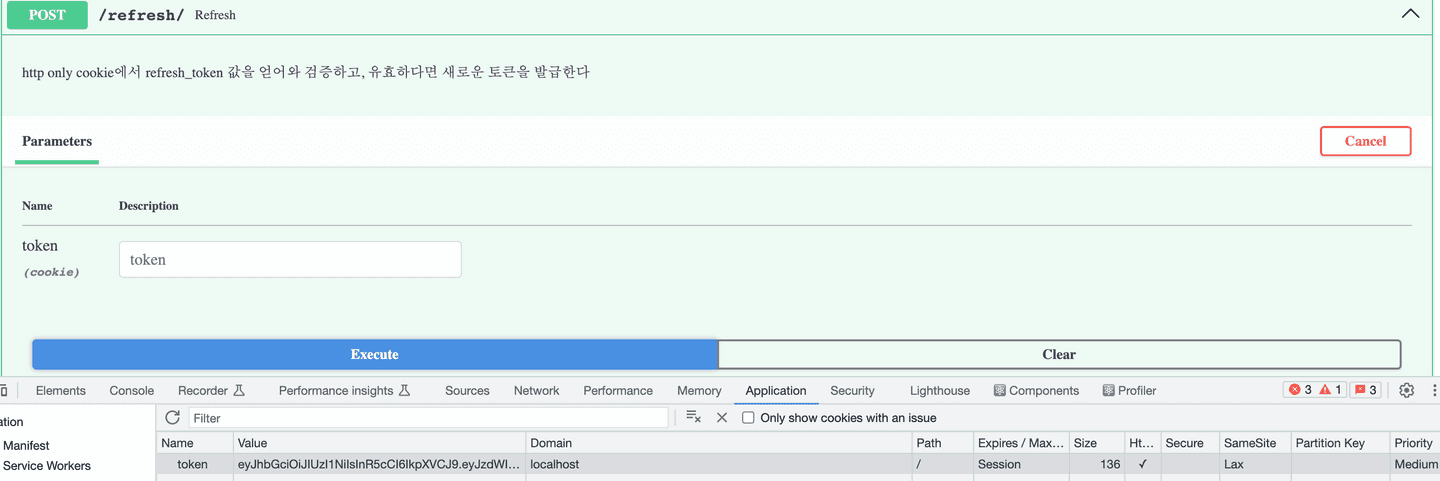 POST /refresh/ Refresh
http only cookie에서 refresh_token 값을 얻어와 검증하고, 유효하다면 새로운 토큰을 발급한다
Parameters Cancel
Name Description
token token
(cookie)
Execute Clear
Elements Console Recorder Performance insights Sources Network Performance Memory Application Security Lighthouse Components Profiler 3 1 3
ation Filter Only show cookies with an issue
Manifest Name Value Domain Path Expires / Max... Size Ht... Secure SameSite Partition Key Priority
Service Workers token eyJhbGciOiJIUzI1NiIsInR5cCI6IkpXVCJ9.eyJzdWI... localhost / Session 136 ✓ Lax Medium